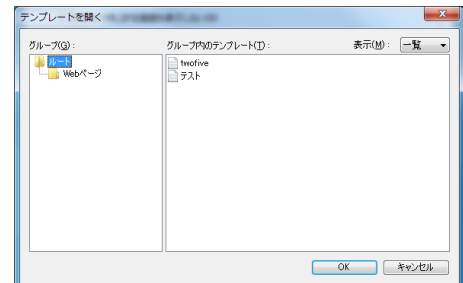 テンプレートを開く
グループ(G): グループ内のテンプレート(T): 表示(M): 一覧
ルート
Webページ
twofive
テスト
OK キャンセル